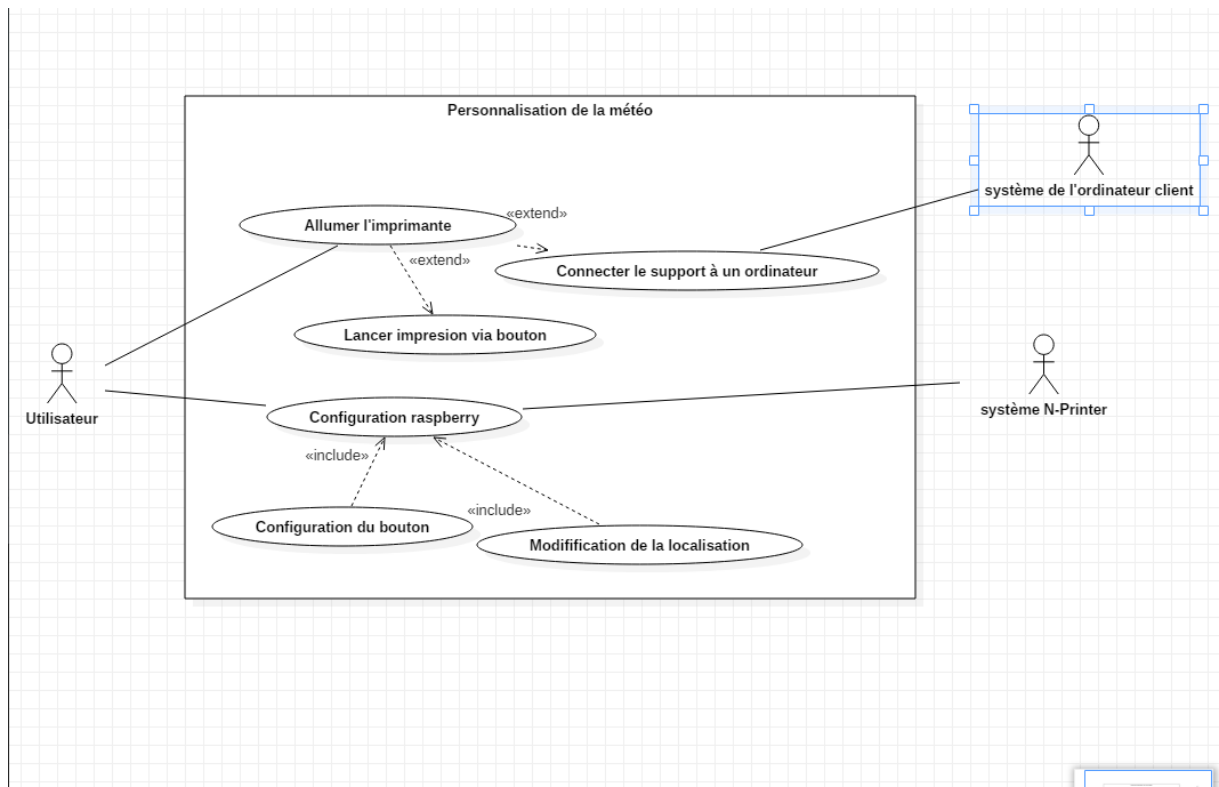 Personnalisation de la météo
système de l'ordinateur client
Allumer l'imprimante
«extend»
«extend»
Connecter le support à un ordinateur
Lancer impresion via bouton
Utilisateur
système N-Printer
Configuration raspberry
«include»
«include»
Configuration du bouton
Modifification de la localisation